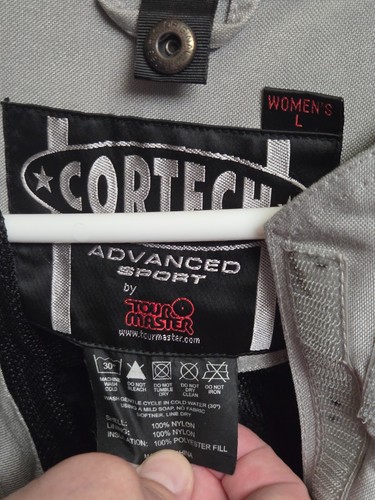 WOMEN'S
L
CORTECH
ADVANCED
SPORT
by
TOUR
MASTER
www.tourmaster.com
30°
MACHINE WASH
DO NOT BLEACH
DO NOT TUMBLE DRY
DO NOT DRY CLEAN
DO NOT IRON
WASH GENTLE CYCLE IN COLD WATER (30°)
USING A MILD SOAP, NO FABRIC
SOFTNER, LINE DRY
SHELL: 100% NYLON
LINING: 100% NYLON
INSULATION: 100% POLYESTER FILL